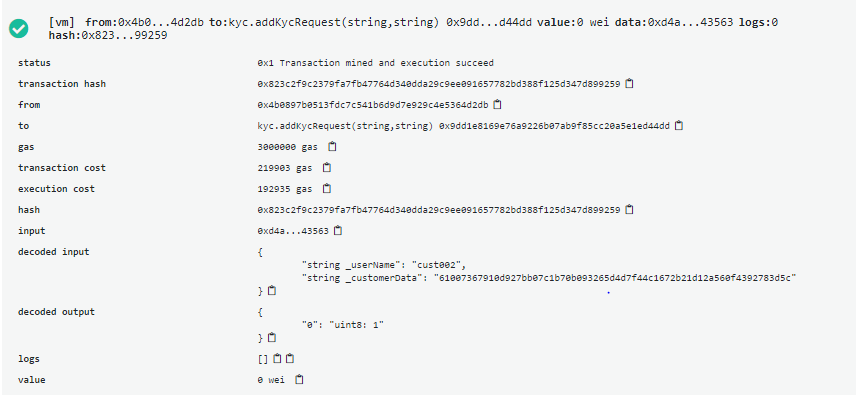 [vm] from:0x4b0...4d2db to:kyc.addKycRequest(string,string) 0x9dd...d44dd value:0 wei data:0xd4a...43563 logs:0
hash:0x823...99259
status 0x1 Transaction mined and execution succeed
transaction hash 0x823c2f9c2379fa7fb47764d340dda29c9ee091657782bd388f125d347d899259
from 0x4b0897b0513fdc7c541b6d9d7e929c4e5364d2db
to kyc.addKycRequest(string,string) 0x9dd1e8169e76a9226b07ab9f85cc20a5e1ed44dd
gas 3000000 gas
transaction cost 219903 gas
execution cost 192935 gas
hash 0x823c2f9c2379fa7fb47764d340dda29c9ee091657782bd388f125d347d899259
input 0xd4a...43563
decoded input {
"string _userName": "cust002",
"string _customerData": "61007367910d927bb07c1b70b093265d4d7f44c1672b21d12a560f4392783d5c"
}
decoded output {
"0": "uint8: 1"
}
logs []
value 0 wei